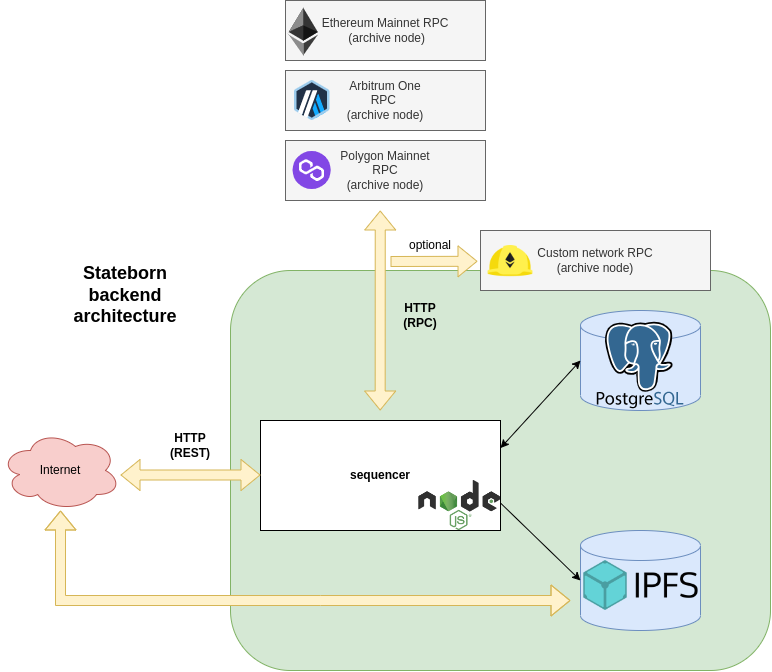 Ethereum Mainnet RPC
(archive node)
Arbitrum One
RPC
(archive node)
Polygon Mainnet
RPC
(archive node)
optional
Custom network RPC
(archive node)
Stateborn
backend
architecture
HTTP
(RPC)
PostgreSQL
HTTP
(REST)
Internet
sequencer
node
JS
IPFS